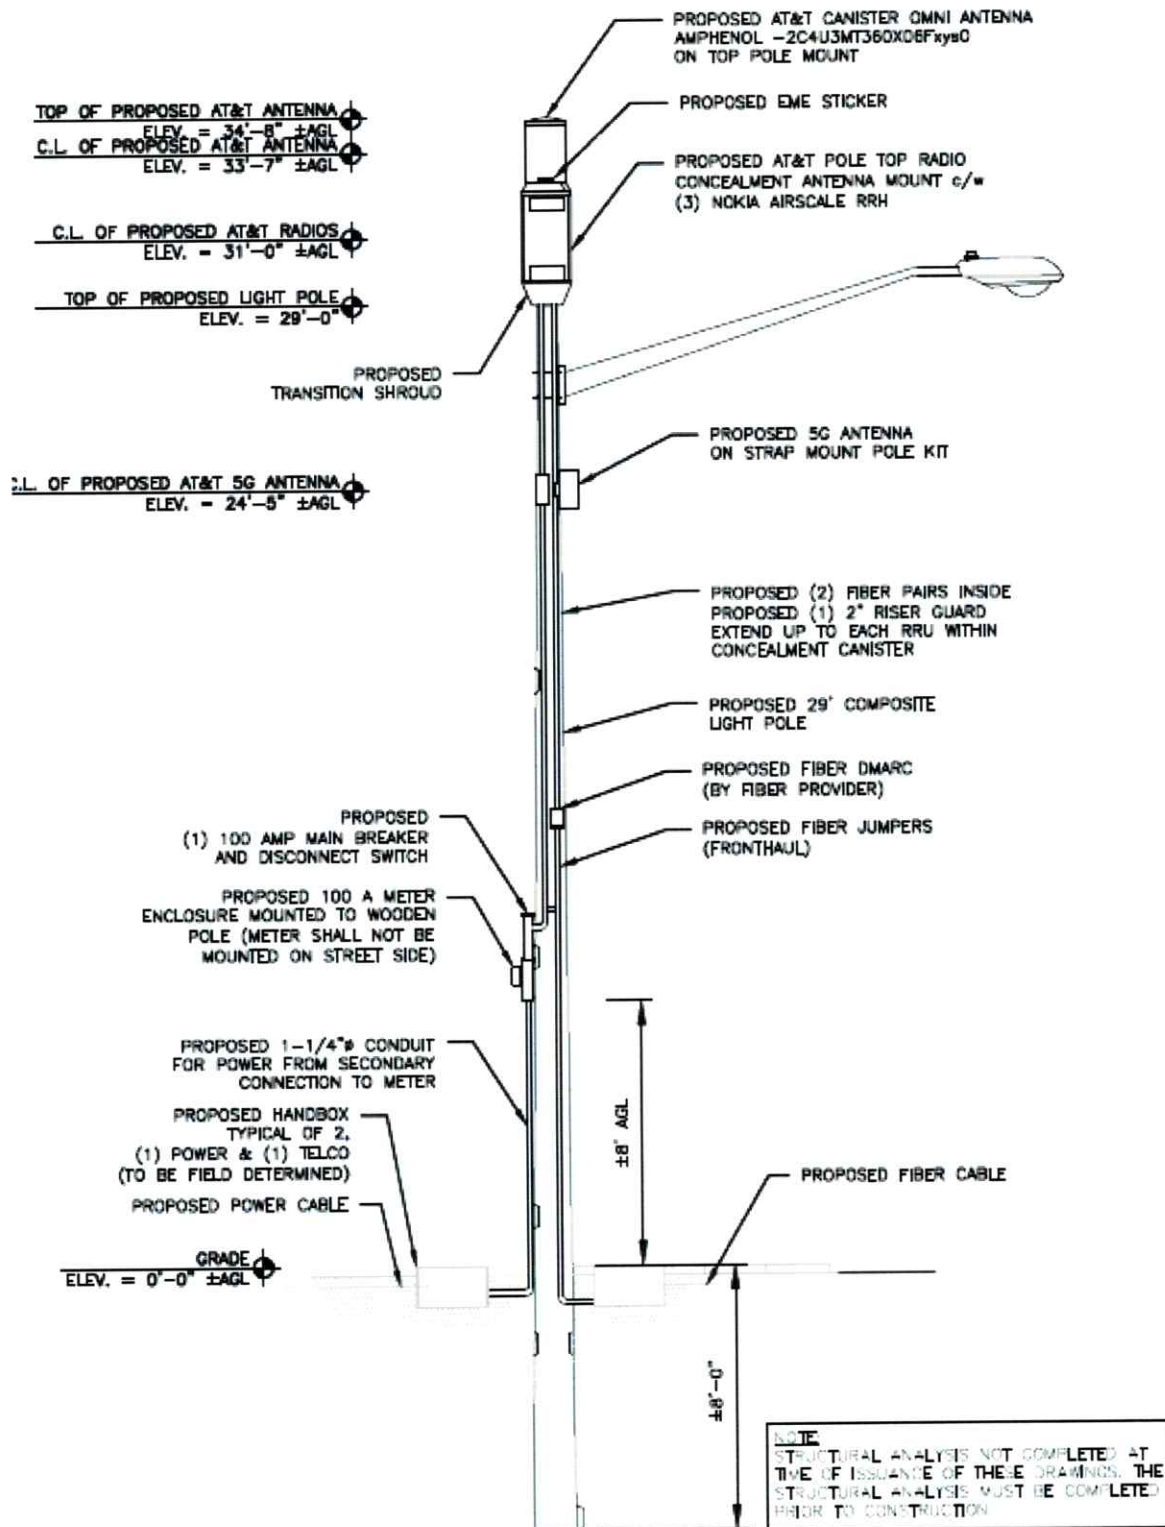 PROPOSED AT&T CANISTER OMNI ANTENNA
AMPHENOL -2C4U3MT360X06Fxys0
ON TOP POLE MOUNT
TOP OF PROPOSED AT&T ANTENNA
ELEV. = 34'-8" ±AGL
C.L. OF PROPOSED AT&T ANTENNA
ELEV. = 33'-7" ±AGL
PROPOSED EME STICKER
PROPOSED AT&T POLE TOP RADIO
CONCEALMENT ANTENNA MOUNT c/w
(3) NOKIA AIRSCALE RRH
C.L. OF PROPOSED AT&T RADIOS
ELEV. = 31'-0" ±AGL
TOP OF PROPOSED LIGHT POLE
ELEV. = 29'-0"
PROPOSED
TRANSITION SHROUD
PROPOSED 5G ANTENNA
ON STRAP MOUNT POLE KIT
C.L. OF PROPOSED AT&T 5G ANTENNA
ELEV. = 24'-5" ±AGL
PROPOSED (2) FIBER PAIRS INSIDE
PROPOSED (1) 2" RISER GUARD
EXTEND UP TO EACH RRU WITHIN
CONCEALMENT CANISTER
PROPOSED 29' COMPOSITE
LIGHT POLE
PROPOSED FIBER DMARC
(BY FIBER PROVIDER)
PROPOSED
(1) 100 AMP MAIN BREAKER
AND DISCONNECT SWITCH
PROPOSED FIBER JUMPERS
(FRONTHAUL)
PROPOSED 100 A METER
ENCLOSURE MOUNTED TO WOODEN
POLE (METER SHALL NOT BE
MOUNTED ON STREET SIDE)
PROPOSED 1-1/4"ø CONDUIT
FOR POWER FROM SECONDARY
CONNECTION TO METER
PROPOSED HANDBOX
TYPICAL OF 2,
(1) POWER & (1) TELCO
(TO BE FIELD DETERMINED)
PROPOSED POWER CABLE
±8' AGL
PROPOSED FIBER CABLE
GRADE
ELEV. = 0'-0" ±AGL
±8'-0"
NOTE:
STRUCTURAL ANALYSIS NOT COMPLETED AT
TIME OF ISSUANCE OF THESE DRAWINGS. THE
STRUCTURAL ANALYSIS MUST BE COMPLETED
PRIOR TO CONSTRUCTION